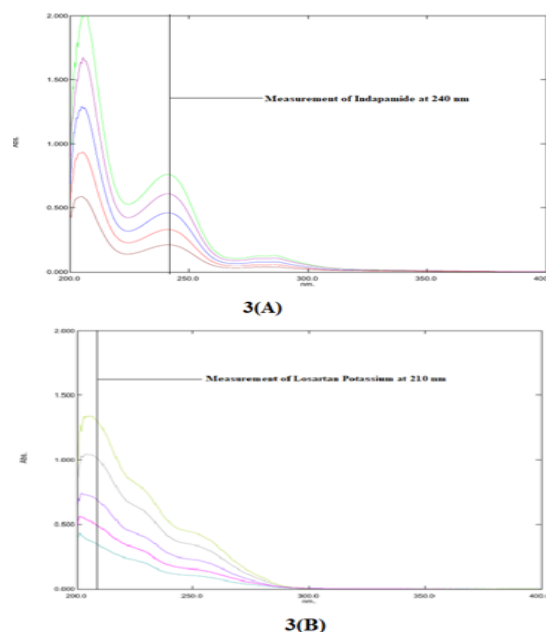 2.000
1.500
Measurement of Indapamide at 240 nm
Abs.
1.000
0.500
0.000
200.0 250.0 300.0 350.0 400.0
nm.
3(A)
2.000
Measurement of Losartan Potassium at 210 nm
1.500
Abs.
1.000
0.500
0.000
200.0 250.0 300.0 350.0 400.0
nm.
3(B)